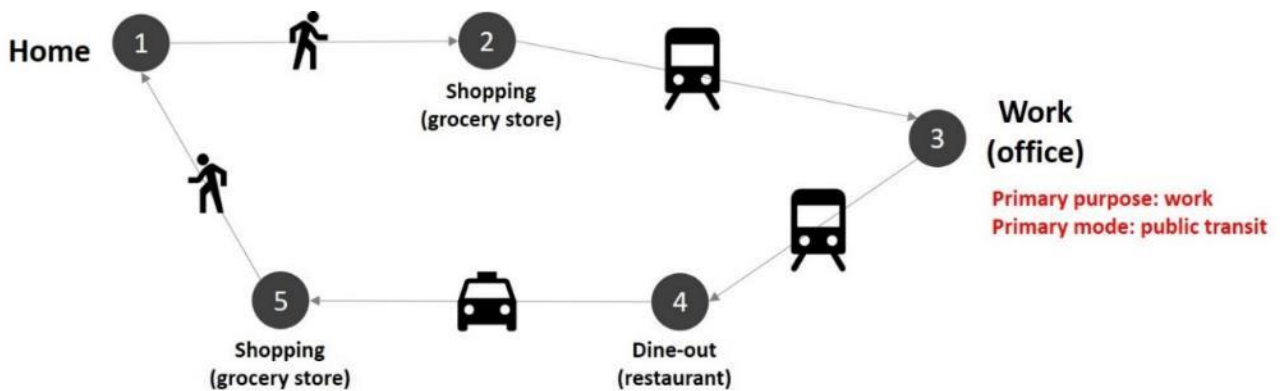 Home
1
2
Shopping
(grocery store)
3
Work
(office)
Primary purpose: work
Primary mode: public transit
5
4
Shopping
(grocery store)
Dine-out
(restaurant)